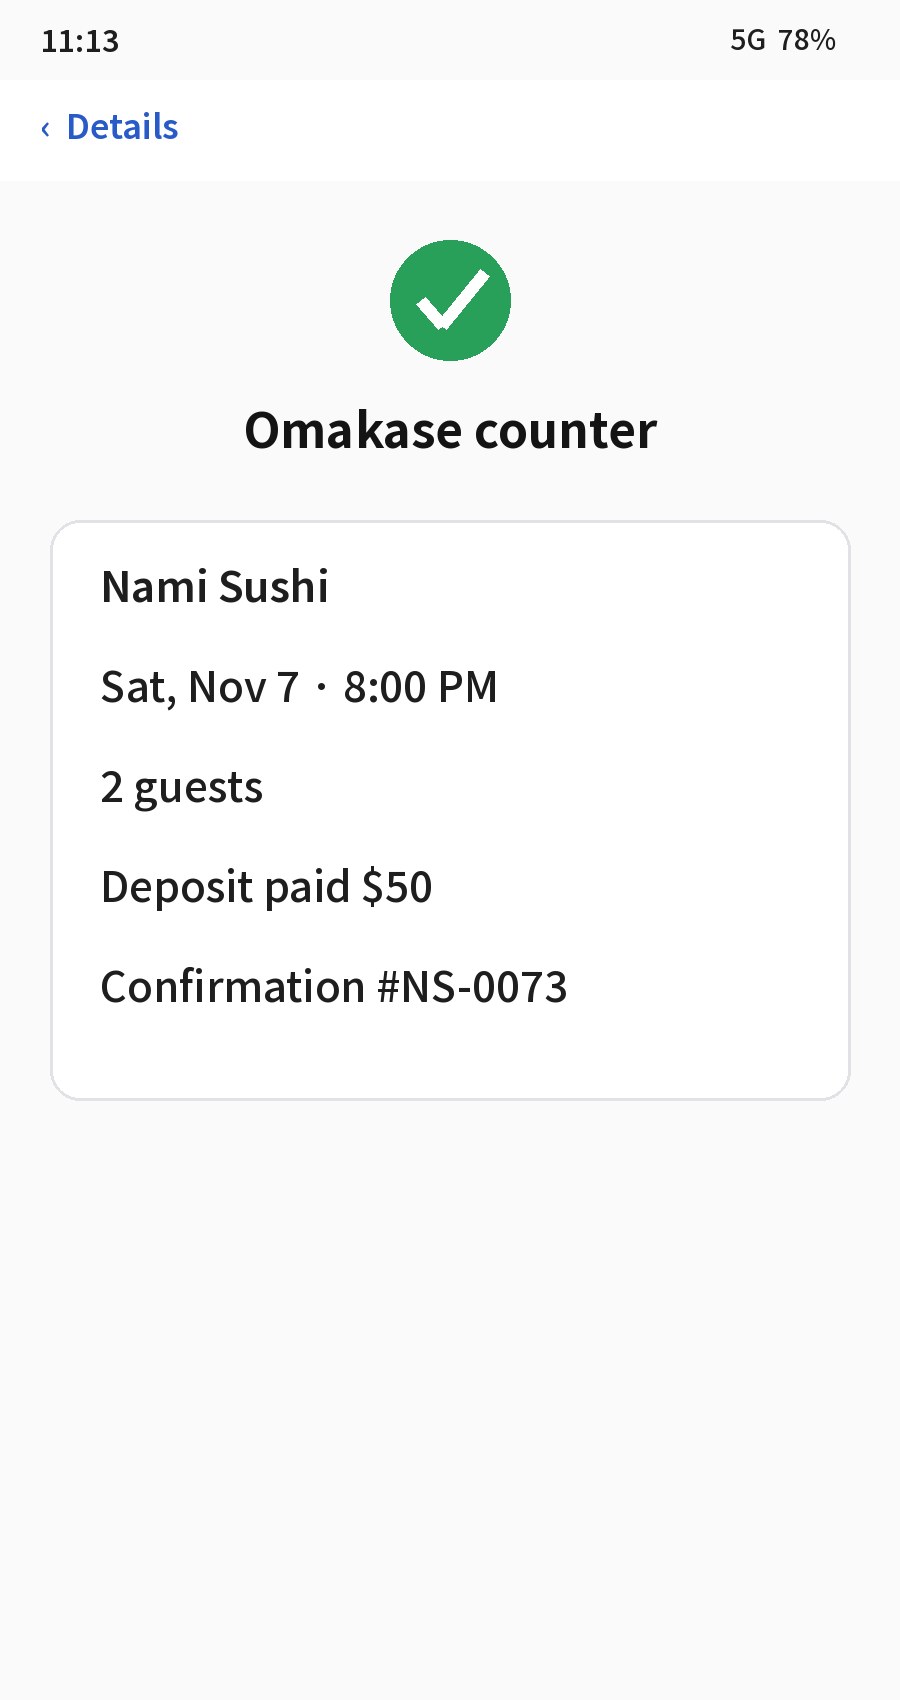 11:13
5G 78%
‹ Details
Omakase counter
Nami Sushi
Sat, Nov 7 · 8:00 PM
2 guests
Deposit paid $50
Confirmation #NS-0073